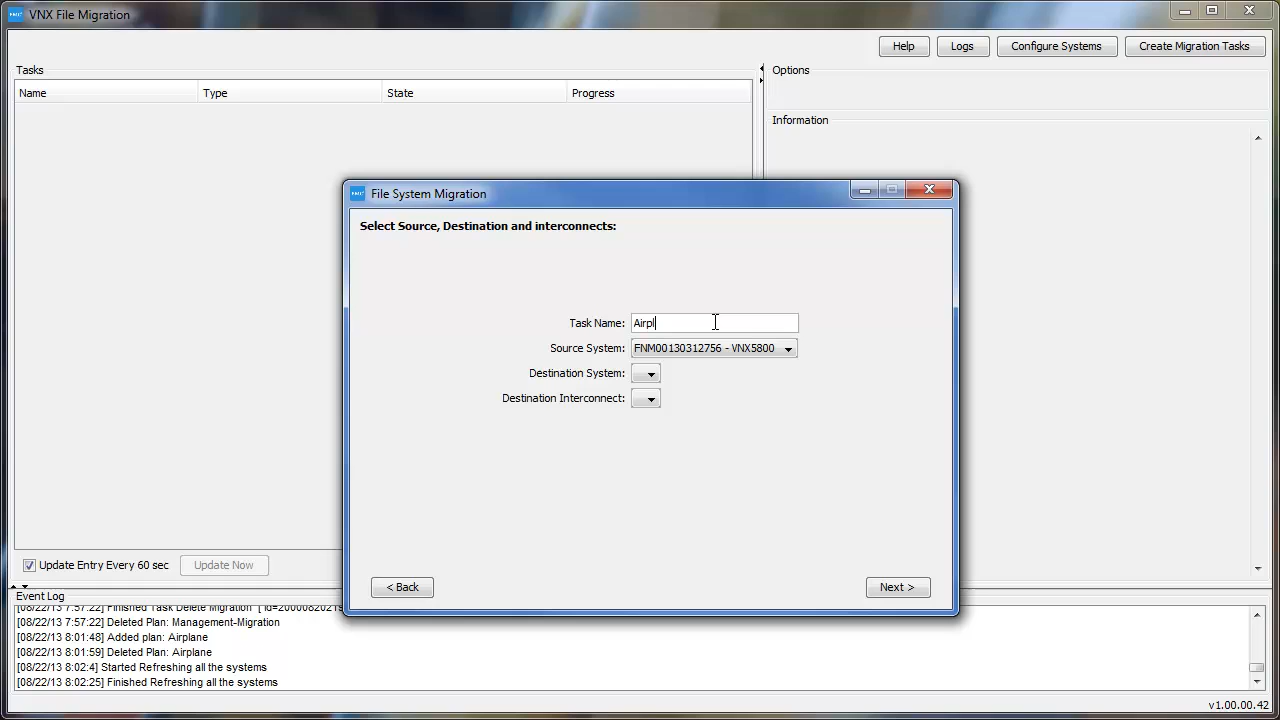 VNX File Migration
Help
Logs
Configure Systems
Create Migration Tasks
Tasks
Options
Name
Type
State
Progress
Information
File System Migration
Select Source, Destination and interconnects:
Task Name:
Airpl
Source System:
FNM00130312756 - VNX5800
Destination System:
Destination Interconnect:
< Back
Next >
Update Entry Every 60 sec
Update Now
Event Log
[08/22/13 7:57:22] Finished Task Delete Migration
[08/22/13 7:57:22] Deleted Plan: Management-Migration
[08/22/13 8:01:48] Added plan: Airplane
[08/22/13 8:01:59] Deleted Plan: Airplane
[08/22/13 8:02:4] Started Refreshing all the systems
[08/22/13 8:02:25] Finished Refreshing all the systems
v1.00.00.42